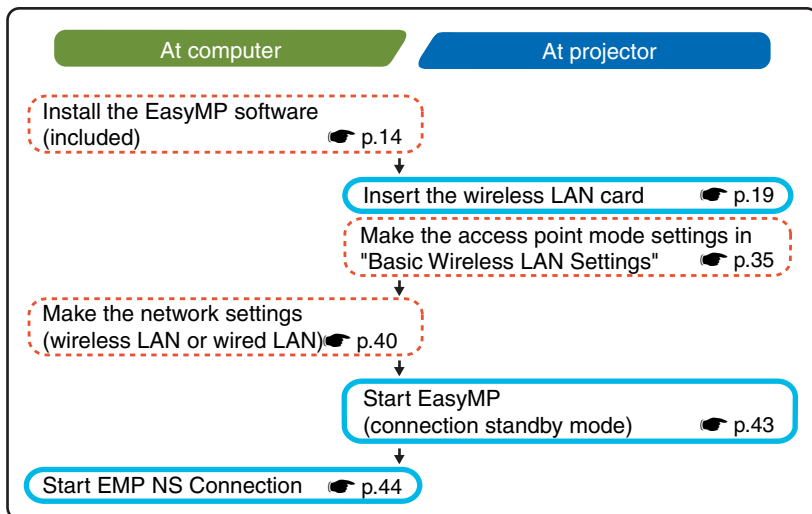 At computer
At projector
Install the EasyMP software
(included) ☛ p.14
Insert the wireless LAN card ☛ p.19
Make the access point mode settings in
"Basic Wireless LAN Settings" ☛ p.35
Make the network settings
(wireless LAN or wired LAN)☛ p.40
Start EasyMP
(connection standby mode) ☛ p.43
Start EMP NS Connection ☛ p.44